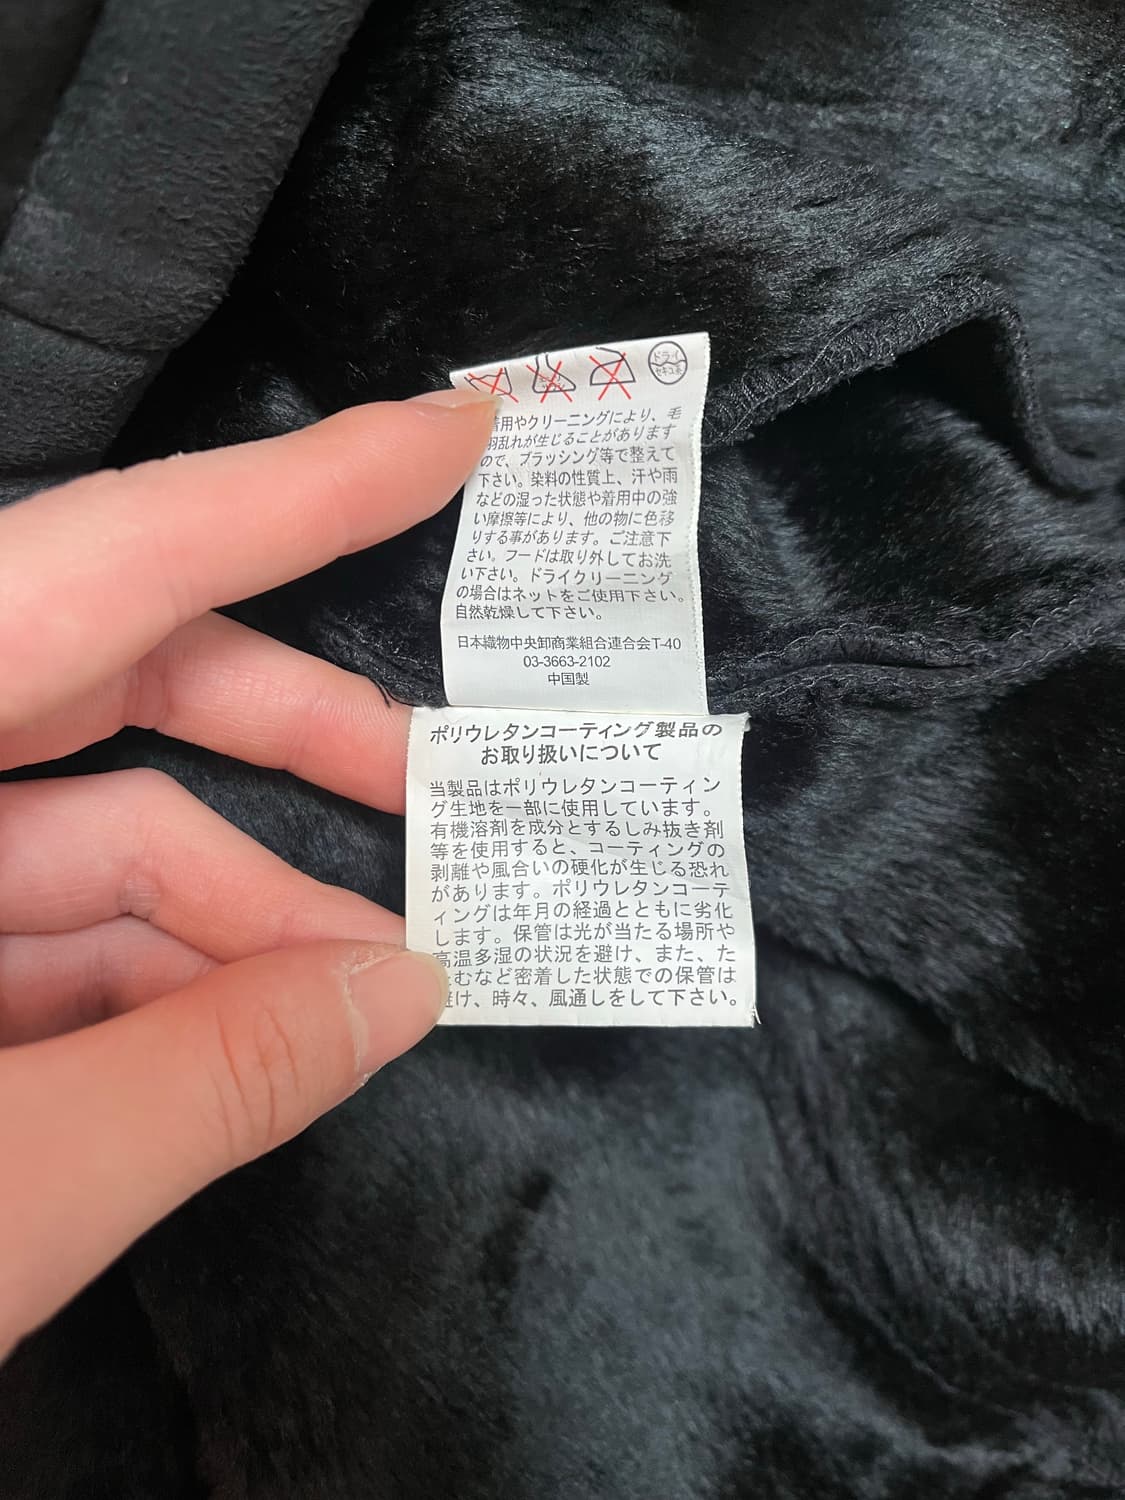 ドライ
セキユ系
着用やクリーニングにより、毛
羽乱れが生じることがあります
ので、ブラッシング等で整えて
下さい。染料の性質上、汗や雨
などの湿った状態や着用中の強
い摩擦等により、他の物に色移
りする事があります。ご注意下
さい。フードは取り外してお洗
い下さい。ドライクリーニング
の場合はネットをご使用下さい。
自然乾燥して下さい。
日本織物中央卸商業組合連合会T-40
03-3663-2102
中国製
ポリウレタンコーティング製品の
お取り扱いについて
当製品はポリウレタンコーティン
グ生地を一部に使用しています。
有機溶剤を成分とするしみ抜き剤
等を使用すると、コーティングの
剥離や風合いの硬化が生じる恐れ
があります。ポリウレタンコーテ
ィングは年月の経過とともに劣化
します。保管は光が当たる場所や
高温多湿の状況を避け、また、た
たむなど密着した状態での保管は
避け、時々、風通しをして下さい。